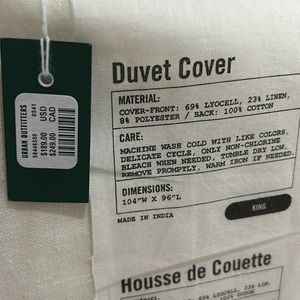 URBAN OUTFITTERS
58446550 0541
$189.00 USD
$249.00 CAD
Duvet Cover
MATERIAL:
COVER-FRONT: 69% LYOCELL, 23% LINEN,
8% POLYESTER / BACK: 100% COTTON
CARE:
MACHINE WASH COLD WITH LIKE COLORS,
DELICATE CYCLE, ONLY NON-CHLORINE
BLEACH WHEN NEEDED, TUMBLE DRY LOW,
REMOVE PROMPTLY, WARM IRON IF NEEDED.
DIMENSIONS:
104"W X 96"L
MADE IN INDIA
KING
Housse de Couette